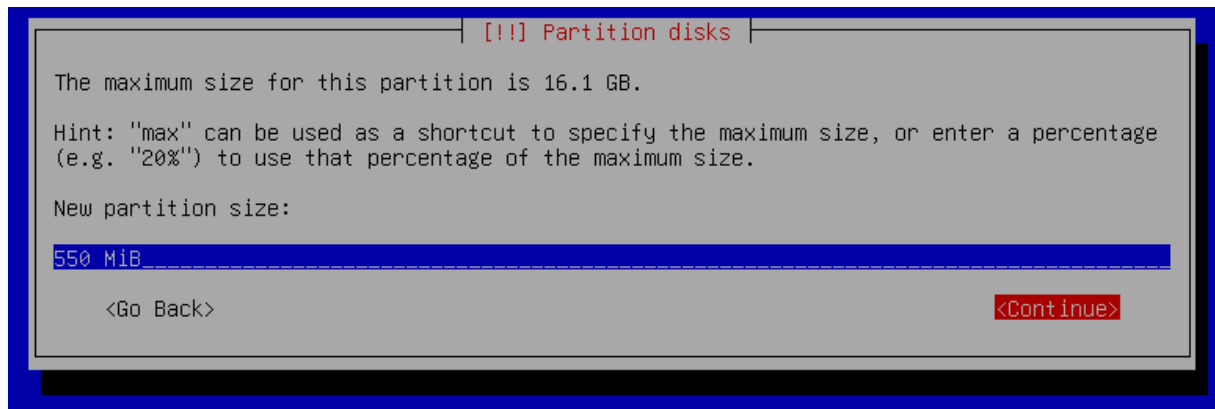 [!!] Partition disks
The maximum size for this partition is 16.1 GB.
Hint: "max" can be used as a shortcut to specify the maximum size, or enter a percentage
(e.g. "20%") to use that percentage of the maximum size.
New partition size:
550 MiB
<Go Back> <Continue>